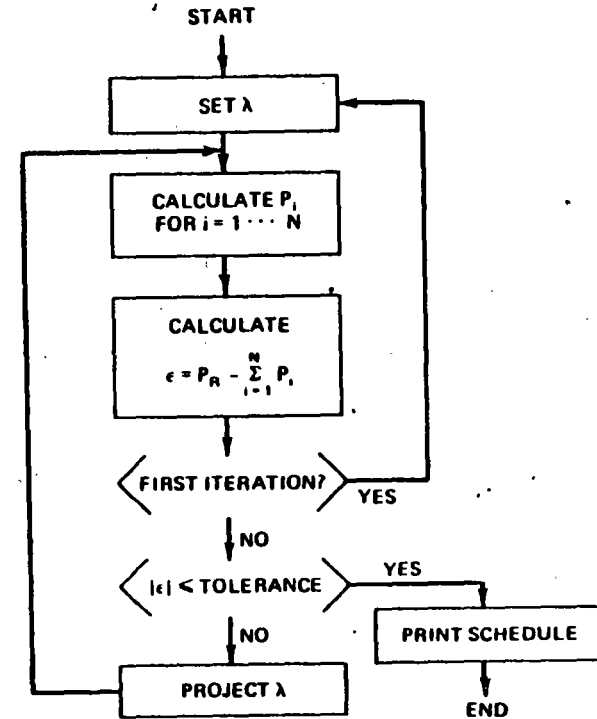 START
SET λ
CALCULATE Pᵢ
FOR i = 1 ··· N
CALCULATE
ε = P_R − Σ_{i=1}^{N} Pᵢ
FIRST ITERATION?
YES
NO
|ε| ≤ TOLERANCE
YES
NO
PRINT SCHEDULE
PROJECT λ
END